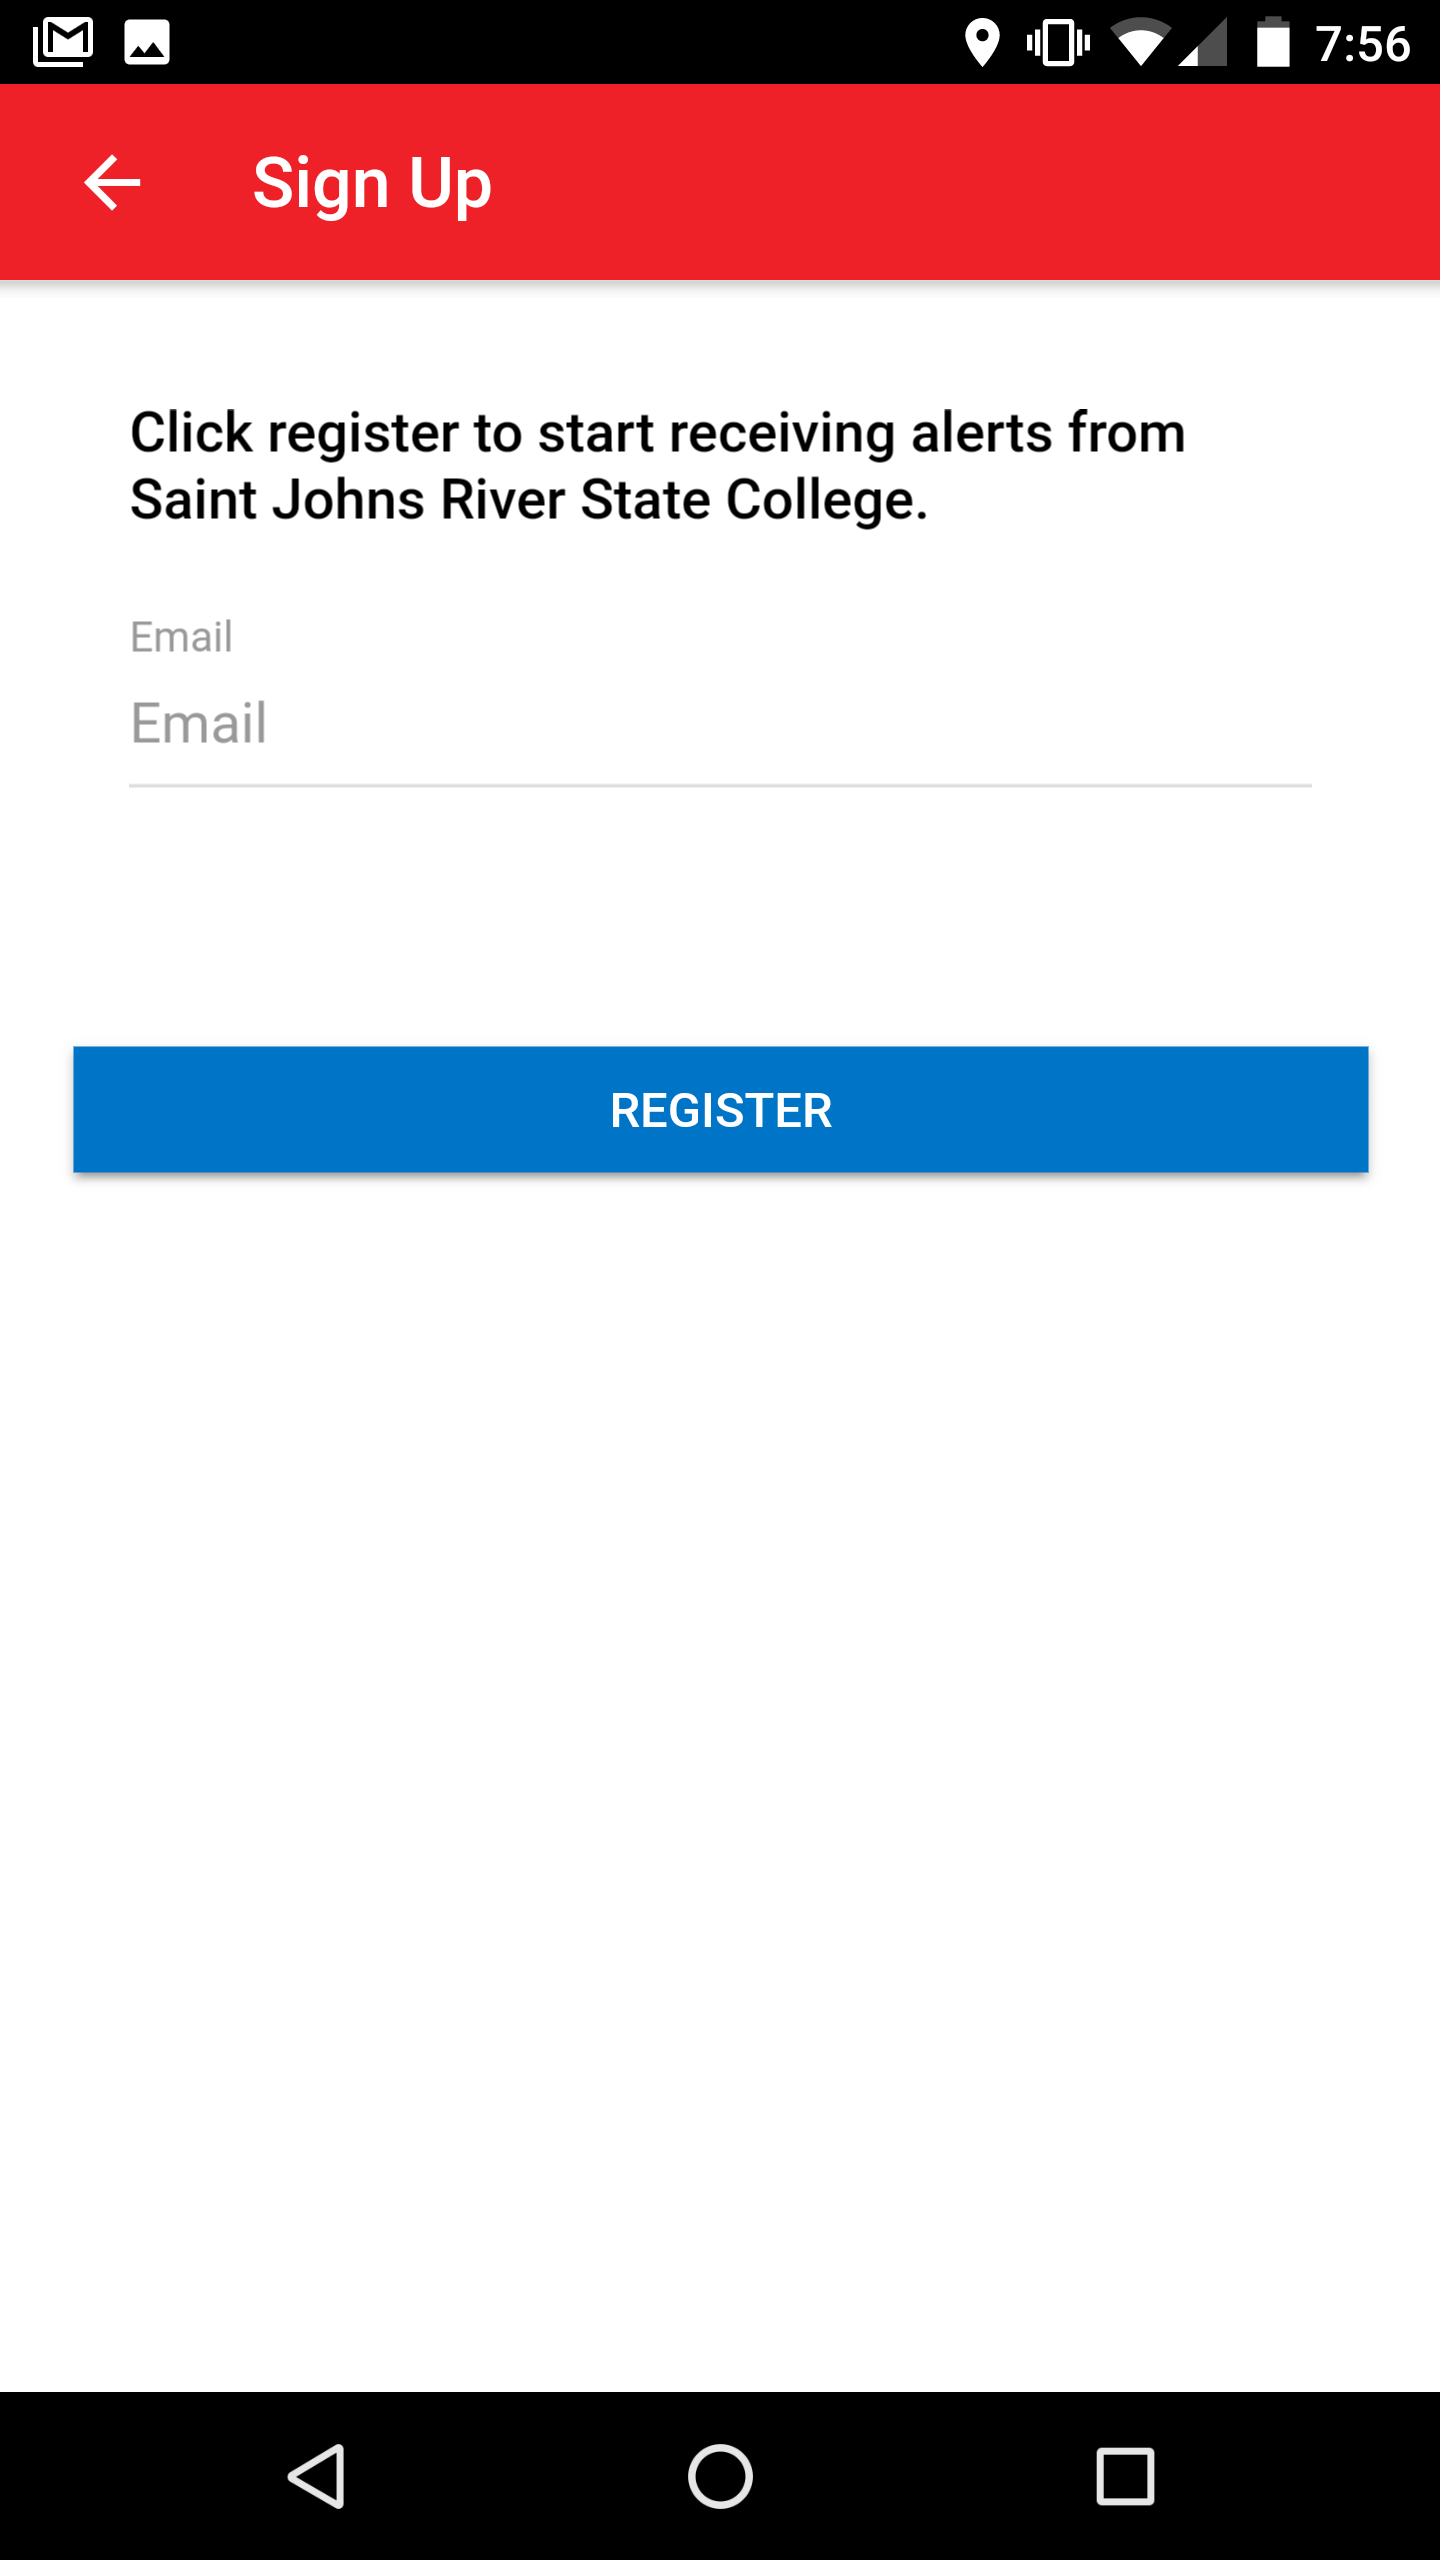 7:56
Sign Up
Click register to start receiving alerts from
Saint Johns River State College.
Email
Email
REGISTER